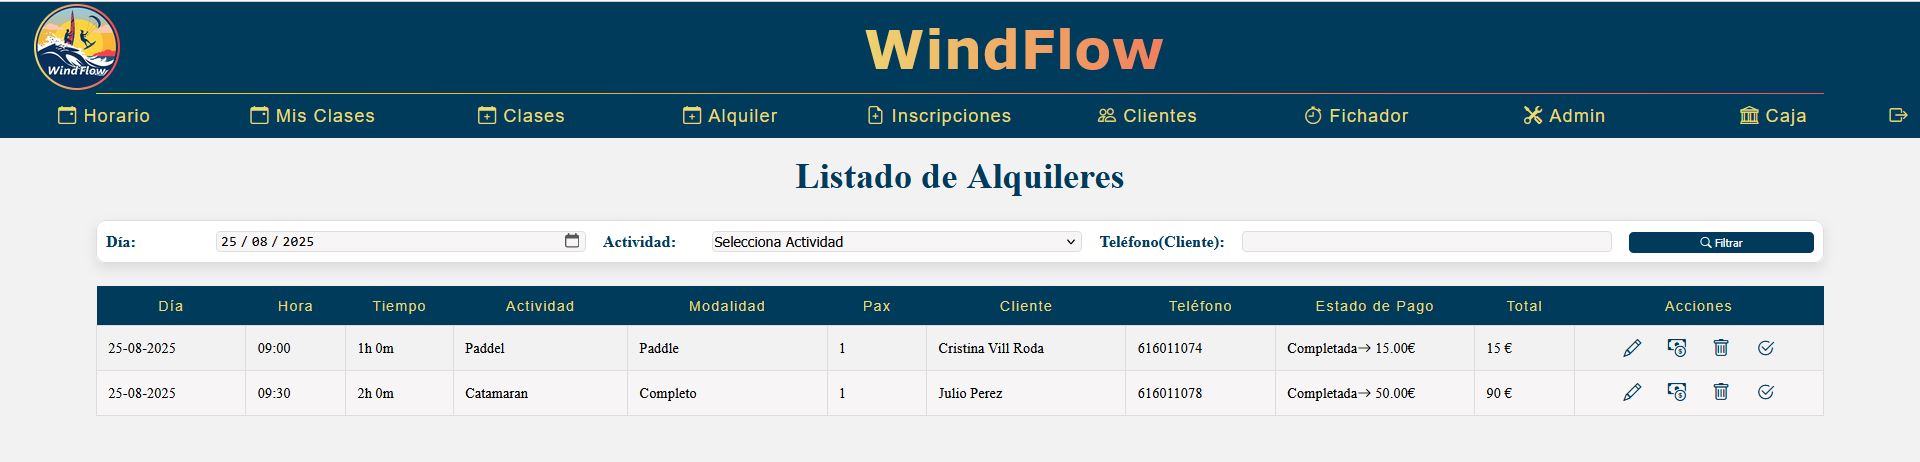 WindFlow
Wind Flow
Horario Mis Clases Clases Alquiler Inscripciones Clientes Fichador Admin Caja
Listado de Alquileres
Día: 25 / 08 / 2025 Actividad: Selecciona Actividad Teléfono(Cliente): Filtrar
Día Hora Tiempo Actividad Modalidad Pax Cliente Teléfono Estado de Pago Total Acciones
25-08-2025 09:00 1h 0m Paddel Paddle 1 Cristina Vill Roda 616011074 Completada→ 15.00€ 15 €
25-08-2025 09:30 2h 0m Catamaran Completo 1 Julio Perez 616011078 Completada→ 50.00€ 90 €